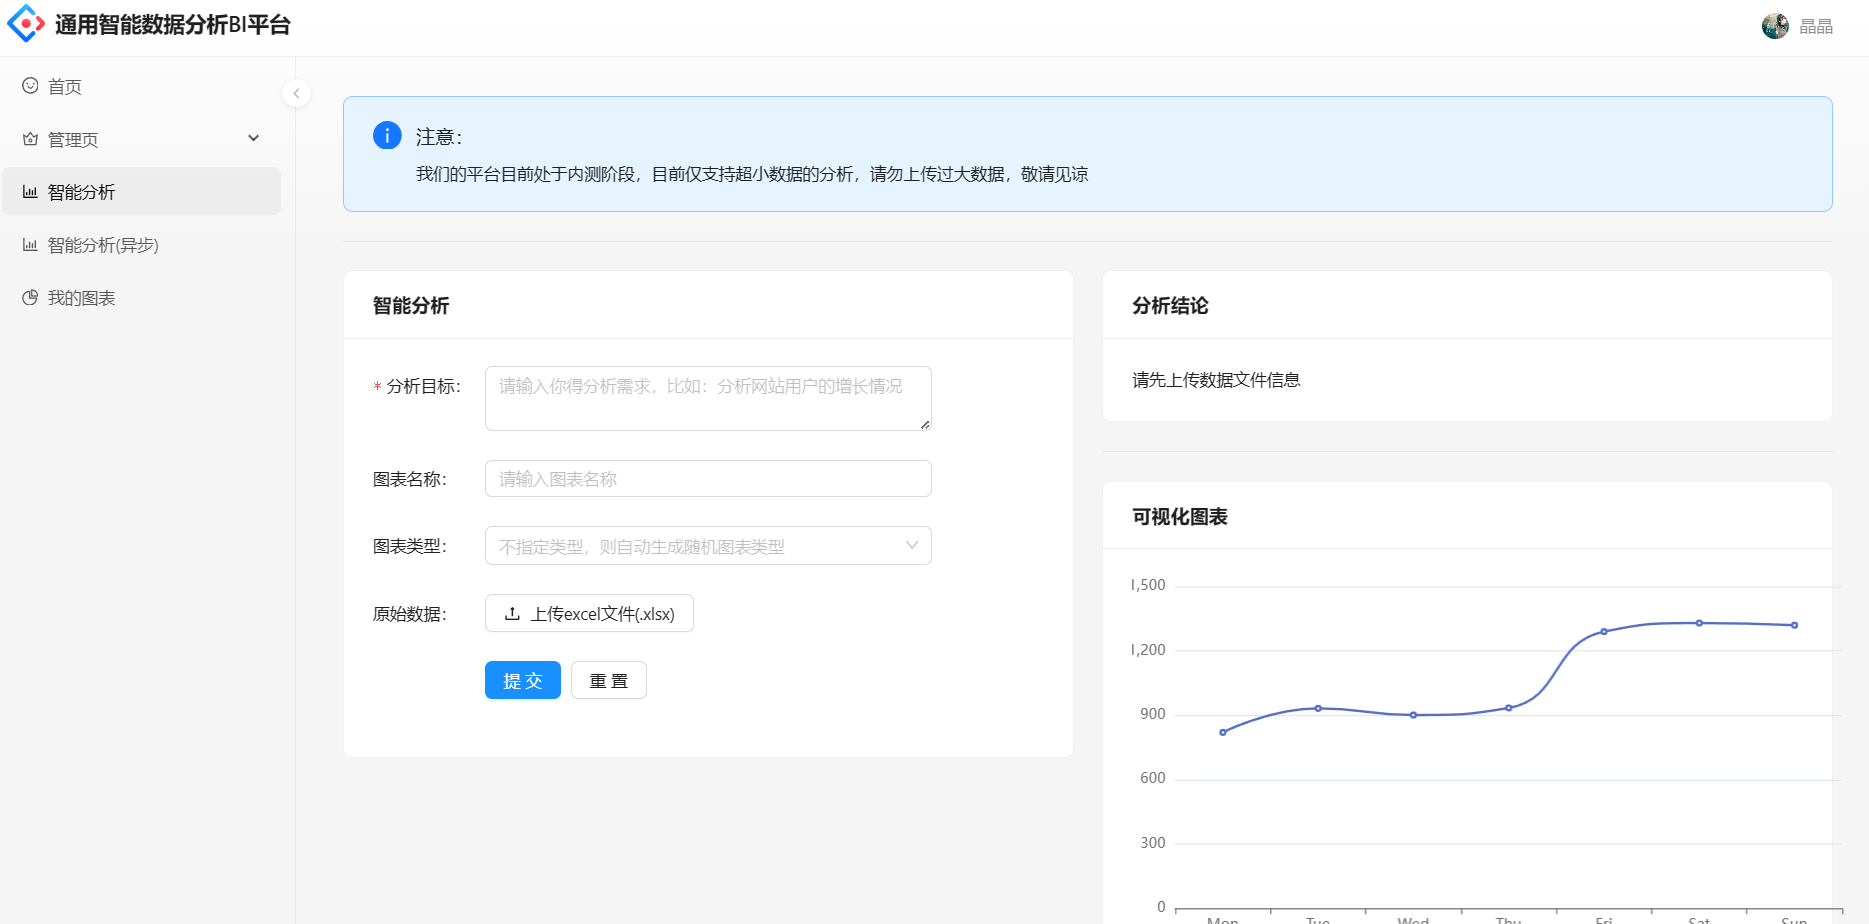 通用智能数据分析BI平台
晶晶
首页
管理页
智能分析
智能分析(异步)
我的图表
注意：
我们的平台目前处于内测阶段，目前仅支持超小数据的分析，请勿上传过大数据，敬请见谅
智能分析
* 分析目标：
请输入你得分析需求，比如：分析网站用户的增长情况
图表名称：
请输入图表名称
图表类型：
不指定类型，则自动生成随机图表类型
原始数据：
上传excel文件(.xlsx)
提 交
重 置
分析结论
请先上传数据文件信息
可视化图表
1,500
1,200
900
600
300
0
Mon
Tue
Wed
Thu
Fri
Sat
Sun